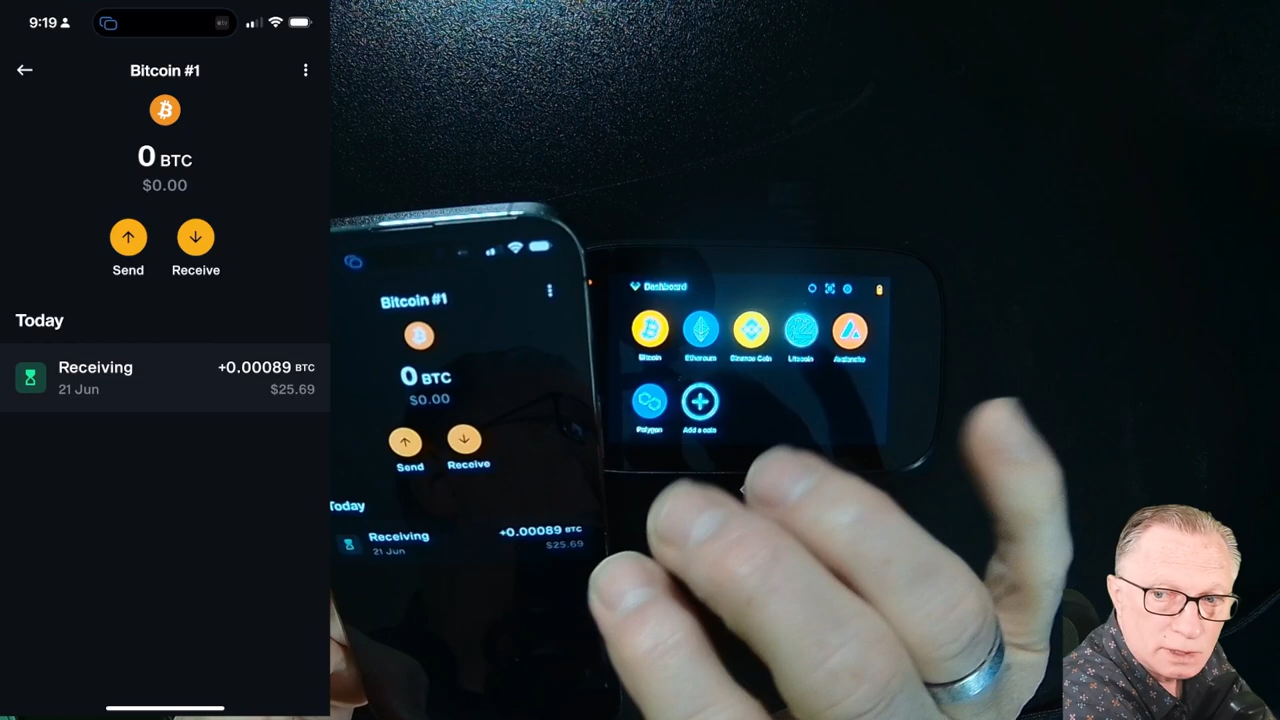 9:19
Bitcoin #1
0 BTC
$0.00
Send Receive
Today
Receiving +0.00089 BTC
21 Jun $25.69
Bitcoin #1
0 BTC
$0.00
Send Receive
Today
Receiving +0.00089 BTC
21 Jun $25.69
Dashboard
Bitcoin Ethereum Binance Coin Litecoin Avalanche
Polygon Add a coin